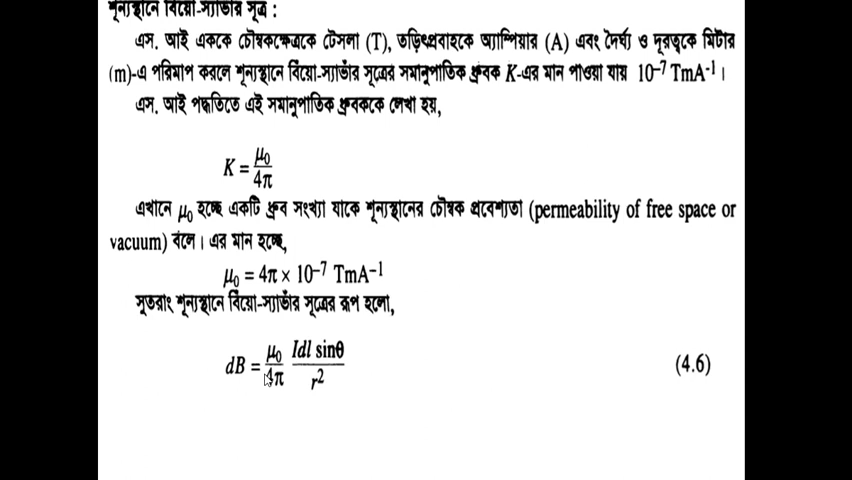 শূন্যস্থানে বিয়ো-স্যাভার সূত্র :
এস. আই এককে চৌম্বকক্ষেত্রকে টেসলা (T), তড়িৎপ্রবাহকে অ্যাম্পিয়ার (A) এবং দৈর্ঘ্য ও দূরত্বকে মিটার
(m)-এ পরিমাপ করলে শূন্যস্থানে বিয়ো-স্যার্ভার সূত্রের সমানুপাতিক ধ্রুবক K-এর মান পাওয়া যায় 10⁻⁷ TmA⁻¹ ।
এস. আই পদ্ধতিতে এই সমানুপাতিক ধ্রুবককে লেখা হয়,
K = μ₀/4π
এখানে μ₀ হচ্ছে একটি ধ্রুব সংখ্যা যাকে শূন্যস্থানের চৌম্বক প্রবেশ্যতা (permeability of free space or
vacuum) বলে । এর মান হচ্ছে,
μ₀ = 4π × 10⁻⁷ TmA⁻¹
সুতরাং শূন্যস্থানে বিয়ো-স্যার্ভার সূত্রের রূপ হলো,
dB = μ₀/4π Idl sinθ/r² (4.6)